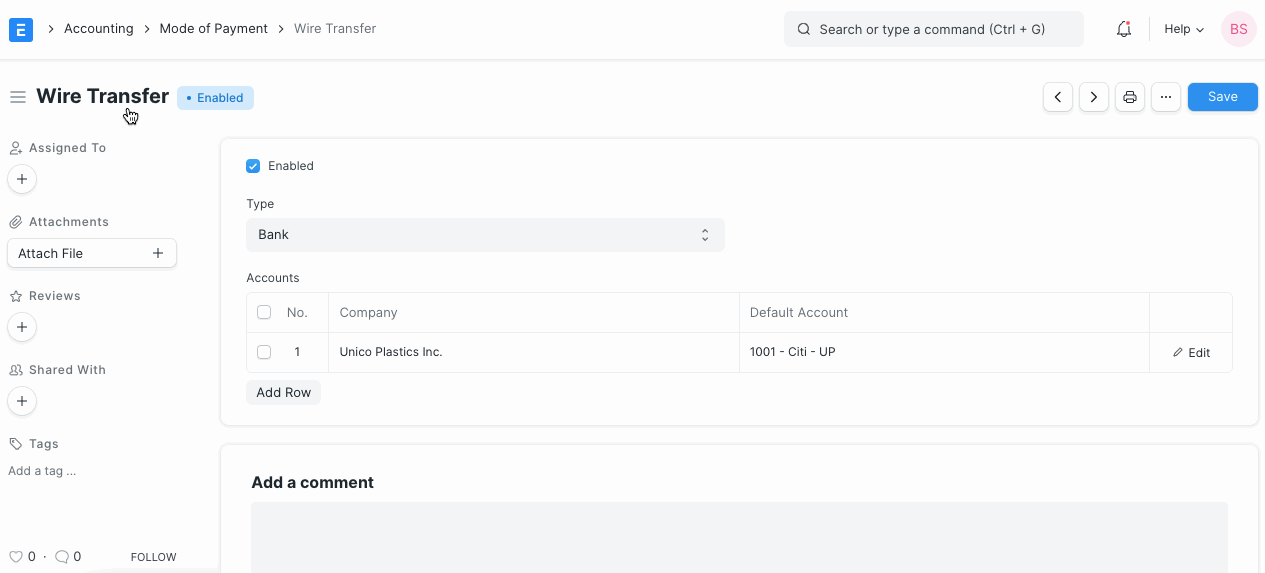 E
Accounting
Mode of Payment
Wire Transfer
Search or type a command (Ctrl + G)
Help
BS
Wire Transfer
• Enabled
Save
Assigned To
Attachments
Attach File
Reviews
Shared With
Tags
Add a tag ...
0 · 0 FOLLOW
Enabled
Type
Bank
Accounts
No. Company Default Account
1 Unico Plastics Inc. 1001 - Citi - UP Edit
Add Row
Add a comment